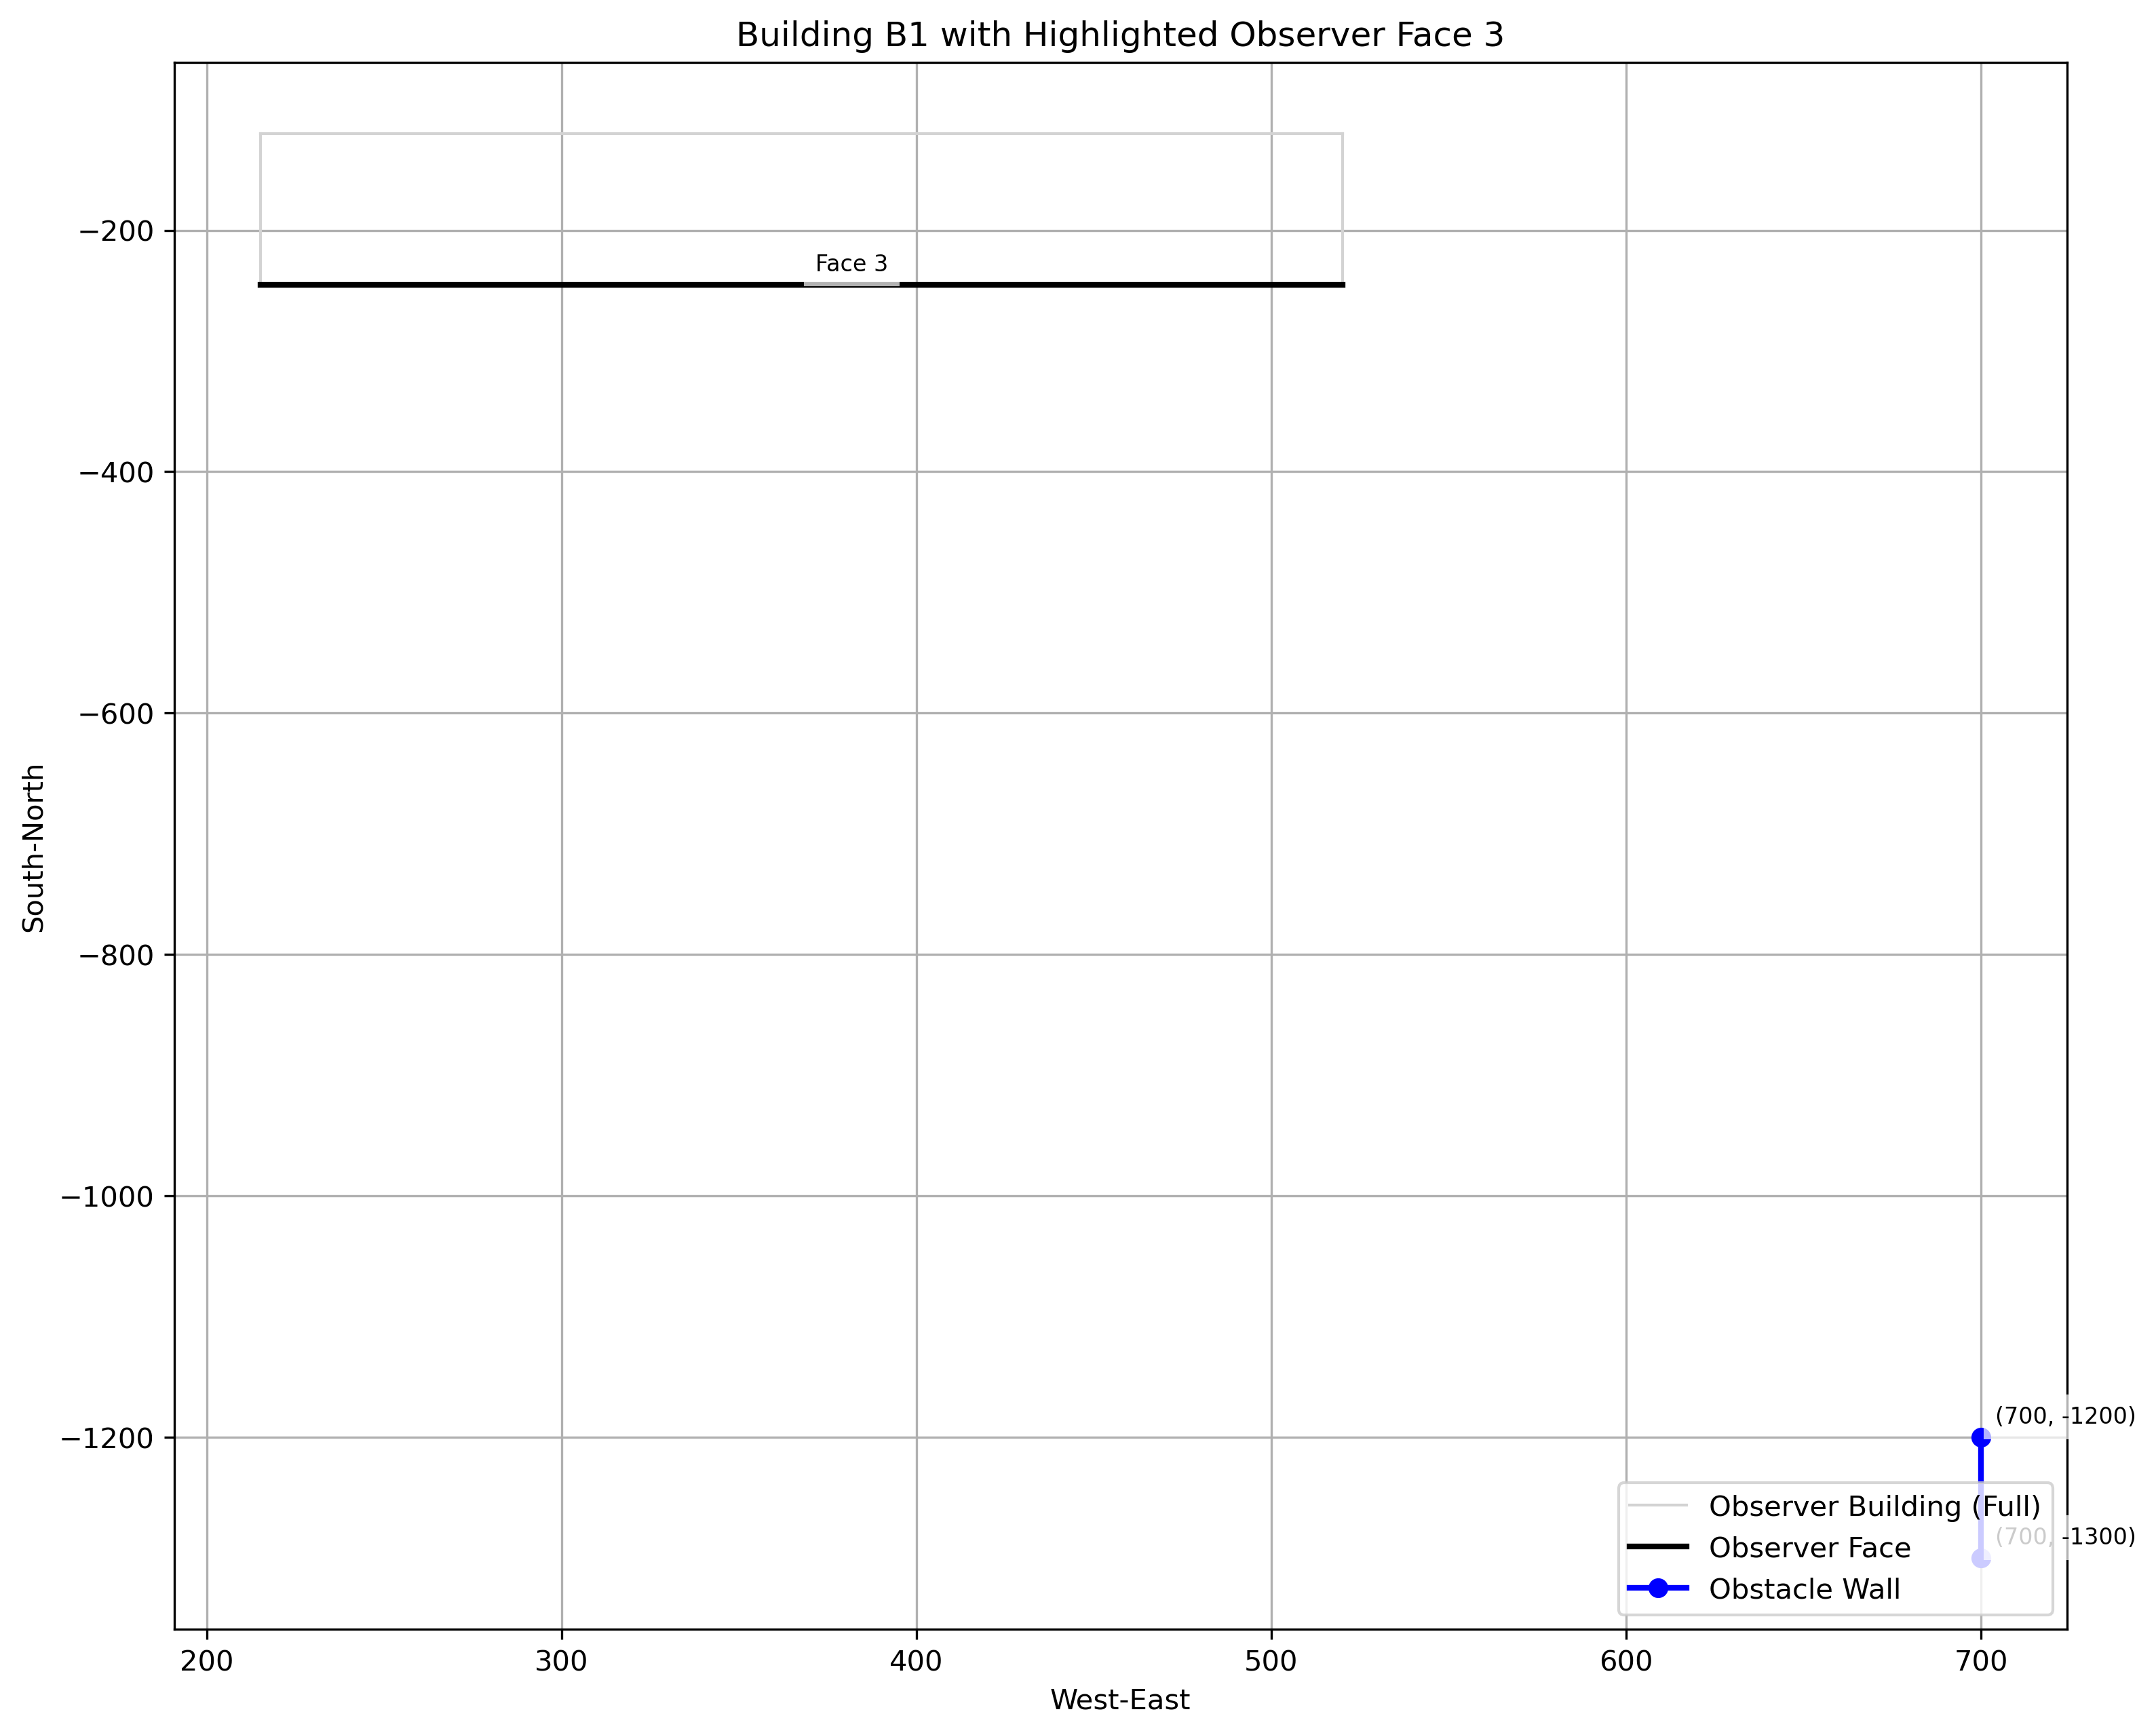 Building B1 with Highlighted Observer Face 3
South-North
−200
−400
−600
−800
−1000
−1200
Face 3
(700, -1200)
(700, -1300)
Observer Building (Full)
Observer Face
Obstacle Wall
200
300
400
500
600
700
West-East